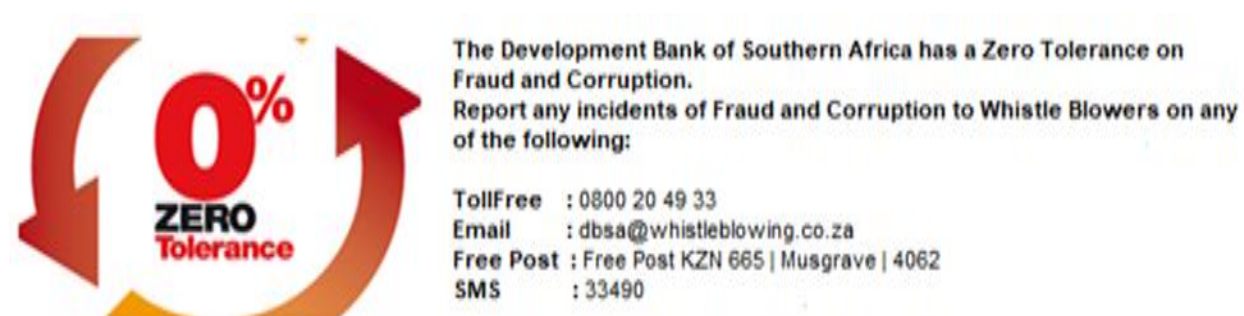 0%
ZERO
Tolerance
The Development Bank of Southern Africa has a Zero Tolerance on
Fraud and Corruption.
Report any incidents of Fraud and Corruption to Whistle Blowers on any
of the following:
TollFree : 0800 20 49 33
Email : dbsa@whistleblowing.co.za
Free Post : Free Post KZN 665 | Musgrave | 4062
SMS : 33490